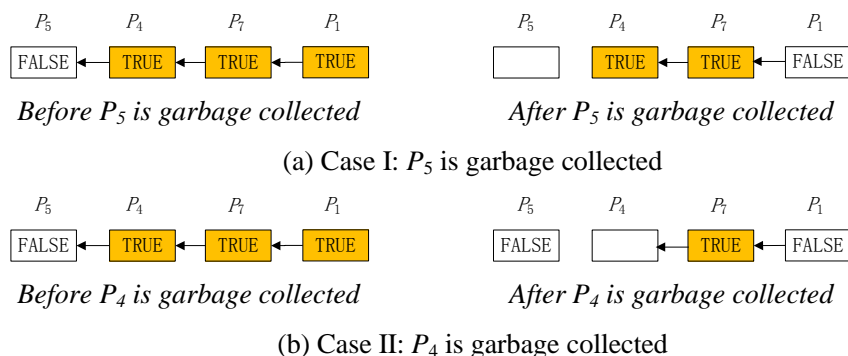 P5 P4 P7 P1 P5 P4 P7 P1
FALSE TRUE TRUE TRUE TRUE TRUE FALSE
Before P5 is garbage collected After P5 is garbage collected
(a) Case I: P5 is garbage collected
P5 P4 P7 P1 P5 P4 P7 P1
FALSE TRUE TRUE TRUE FALSE TRUE FALSE
Before P4 is garbage collected After P4 is garbage collected
(b) Case II: P4 is garbage collected